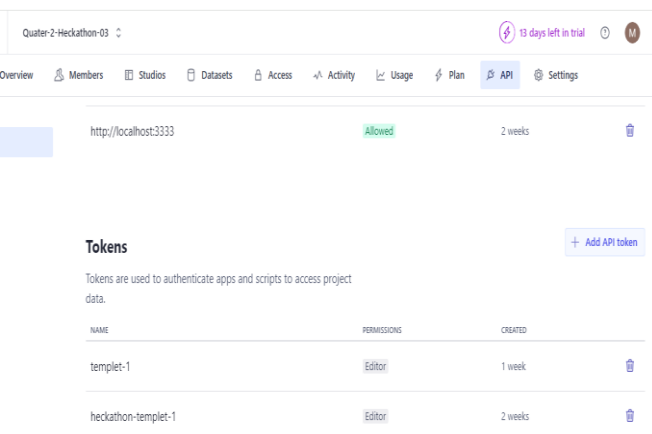 Quater-2-Heckathon-03
13 days left in trial
M
Overview Members Studios Datasets Access Activity Usage Plan API Settings
http://localhost:3333 Allowed 2 weeks
Tokens
+ Add API token
Tokens are used to authenticate apps and scripts to access project
data.
NAME PERMISSIONS CREATED
templet-1 Editor 1 week
heckathon-templet-1 Editor 2 weeks